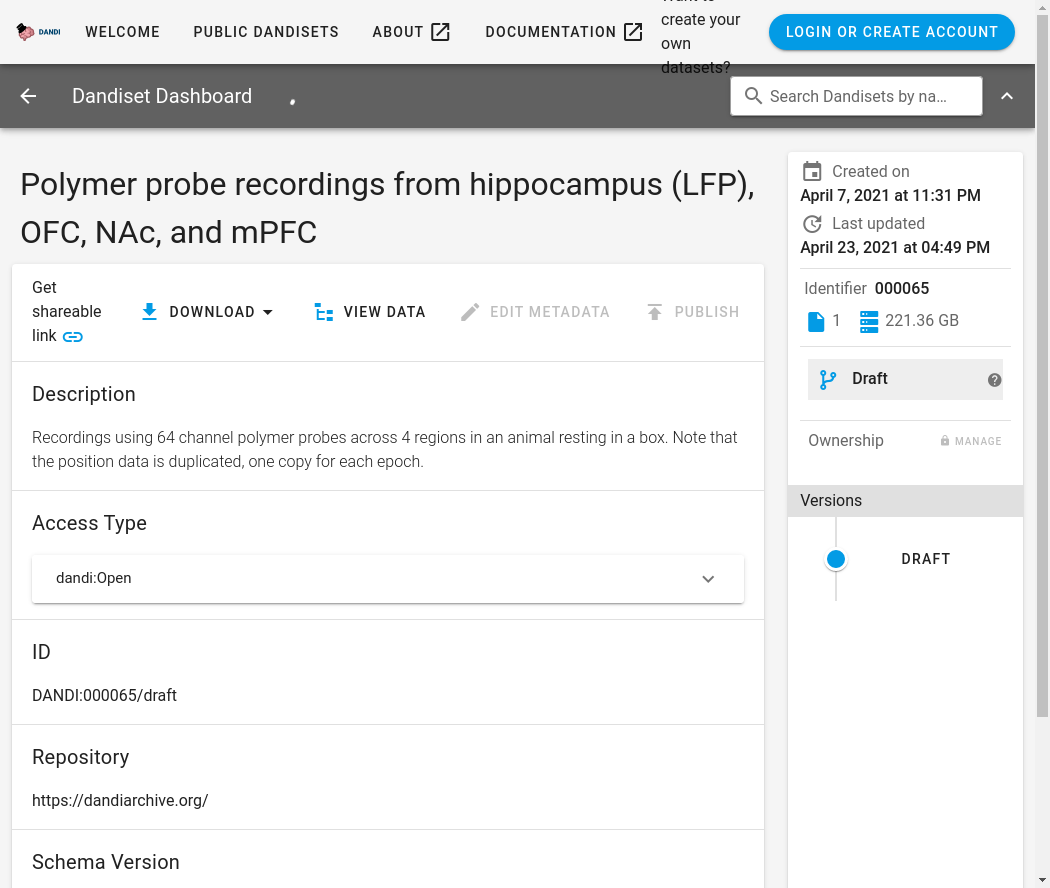 DANDI
WELCOME
PUBLIC DANDISETS
ABOUT
DOCUMENTATION
create your
own
datasets?
LOGIN OR CREATE ACCOUNT
Dandiset Dashboard
Search Dandisets by na...
Polymer probe recordings from hippocampus (LFP),
OFC, NAc, and mPFC
Get
shareable
link
DOWNLOAD
VIEW DATA
EDIT METADATA
PUBLISH
Description
Recordings using 64 channel polymer probes across 4 regions in an animal resting in a box. Note that
the position data is duplicated, one copy for each epoch.
Access Type
dandi:Open
ID
DANDI:000065/draft
Repository
https://dandiarchive.org/
Schema Version
Created on
April 7, 2021 at 11:31 PM
Last updated
April 23, 2021 at 04:49 PM
Identifier 000065
1 221.36 GB
Draft
Ownership
MANAGE
Versions
DRAFT